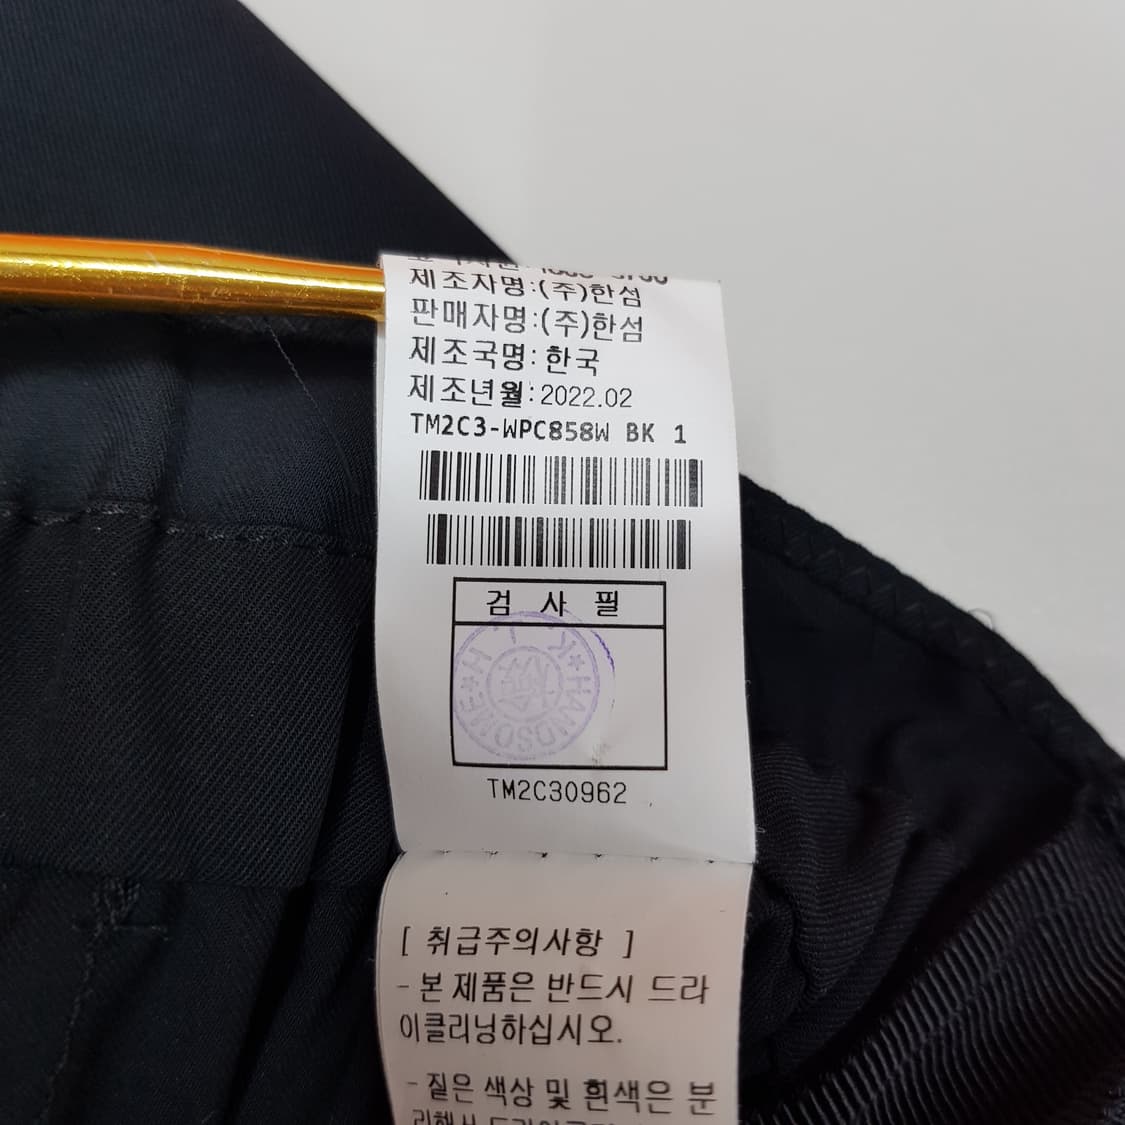 제조자명:(주)한섬
판매자명:(주)한섬
제조국명: 한국
제조년월:2022.02
TM2C3-WPC858W BK 1
검 사 필
HANDSOME
TM2C30962
[ 취급주의사항 ]
- 본 제품은 반드시 드라
이클리닝하십시오.
- 짙은 색상 및 흰색은 분